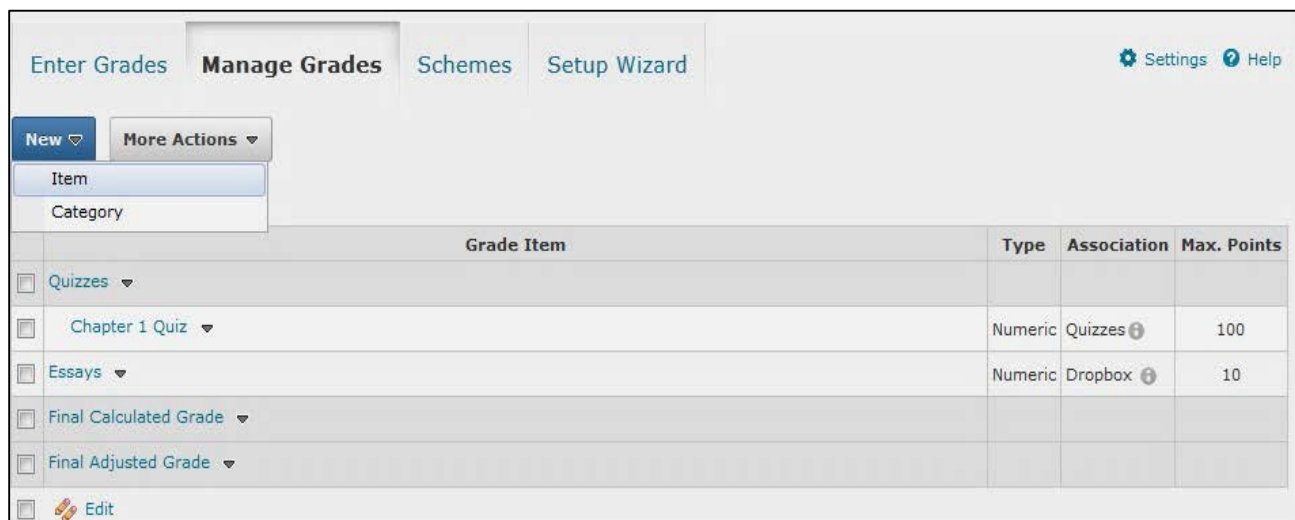 Enter Grades Manage Grades Schemes Setup Wizard Settings Help
New More Actions
Item
Category
Grade Item Type Association Max. Points
Quizzes
Chapter 1 Quiz Numeric Quizzes 100
Essays Numeric Dropbox 10
Final Calculated Grade
Final Adjusted Grade
Edit